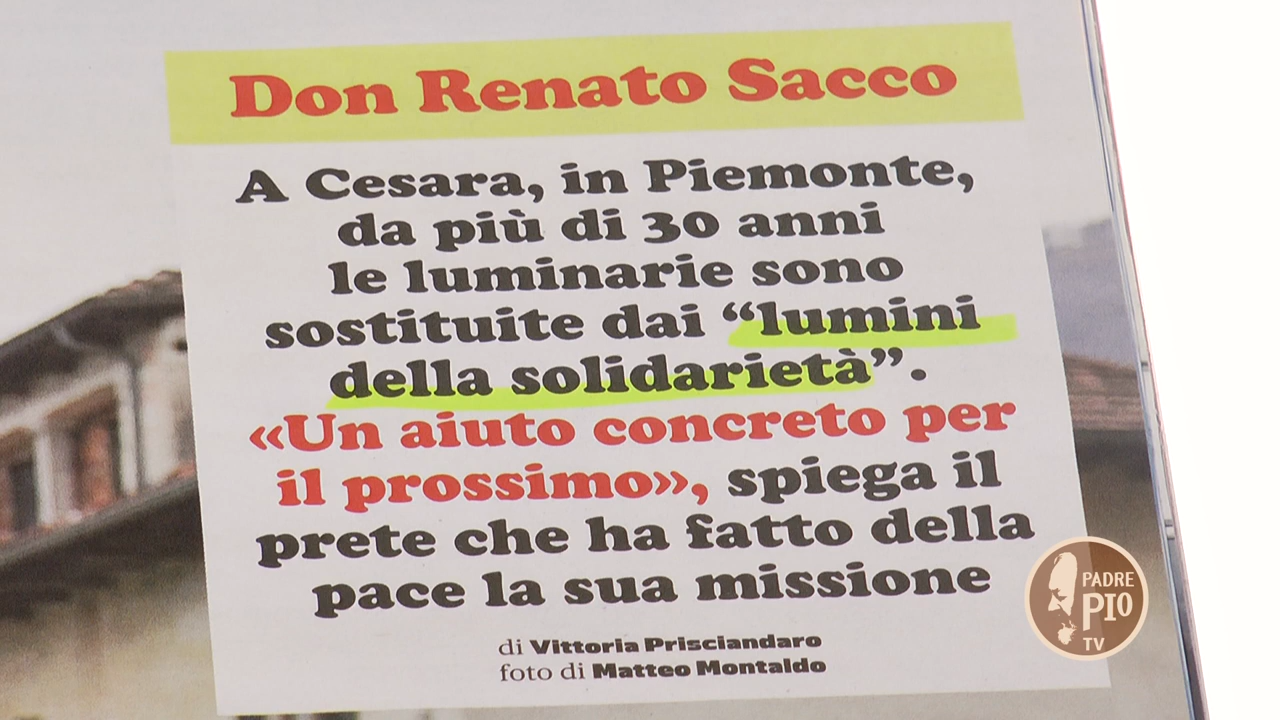 Don Renato Sacco
A Cesara, in Piemonte,
da più di 30 anni
le luminarie sono
sostituite dai “lumini
della solidarietà”.
«Un aiuto concreto per
il prossimo», spiega il
prete che ha fatto della
pace la sua missione
di Vittoria Prisciandaro
foto di Matteo Montaldo
PADRE
PIO
TV